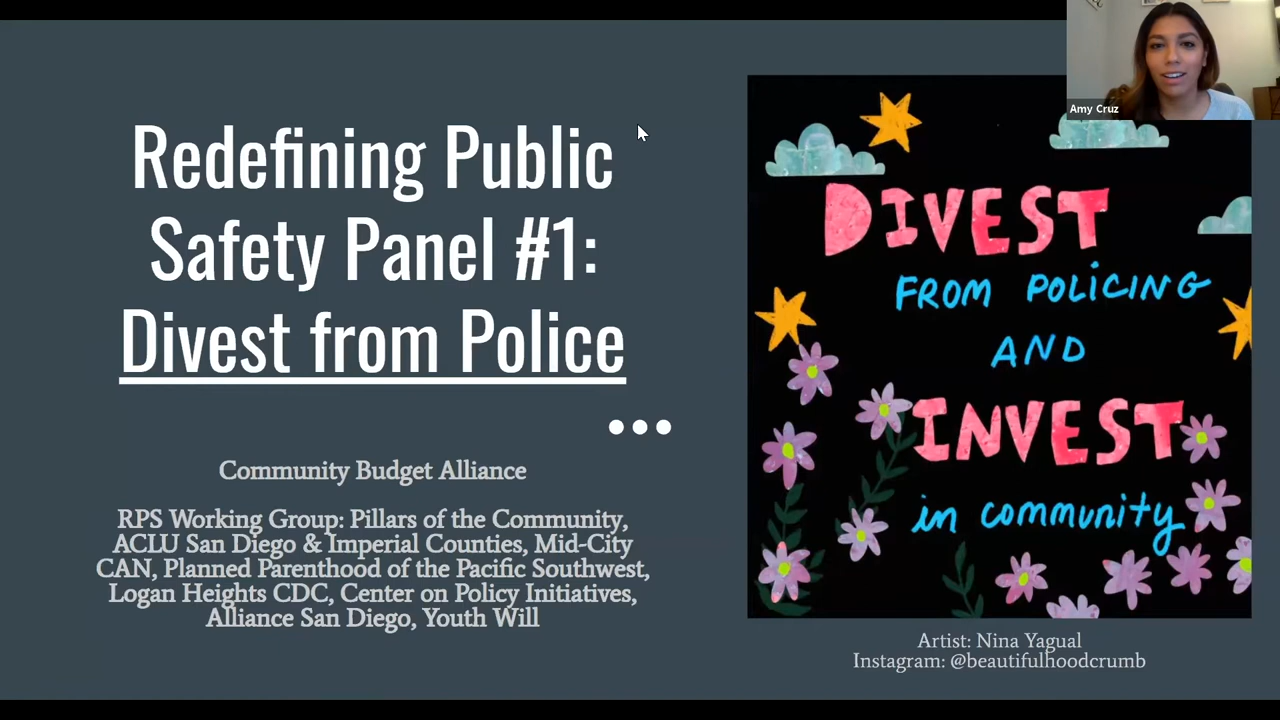 Redefining Public
Safety Panel #1:
Divest from Police
Community Budget Alliance
RPS Working Group: Pillars of the Community,
ACLU San Diego & Imperial Counties, Mid-City
CAN, Planned Parenthood of the Pacific Southwest,
Logan Heights CDC, Center on Policy Initiatives,
Alliance San Diego, Youth Will
DIVEST
FROM POLiCiNG
AND
INVEST
in community
Artist: Nina Yagual
Instagram: @beautifulhoodcrumb
Amy Cruz